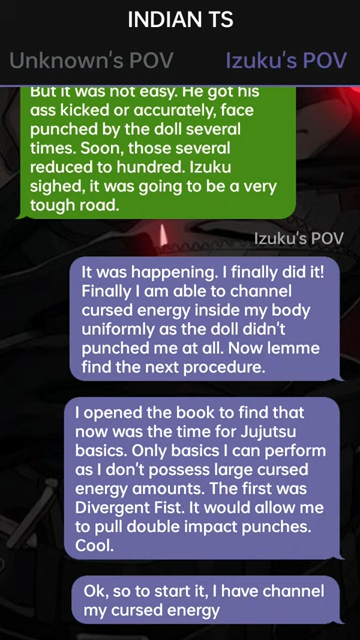 INDIAN TS
Unknown's POV
Izuku's POV
But it was not easy. He got his
ass kicked or accurately, face
punched by the doll several
times. Soon, those several
reduced to hundred. Izuku
sighed, it was going to be a very
tough road.
Izuku's POV
It was happening. I finally did it!
Finally I am able to channel
cursed energy inside my body
uniformly as the doll didn't
punched me at all. Now lemme
find the next procedure.
I opened the book to find that
now was the time for Jujutsu
basics. Only basics I can perform
as I don't possess large cursed
energy amounts. The first was
Divergent Fist. It would allow me
to pull double impact punches.
Cool.
Ok, so to start it, I have channel
my cursed energy